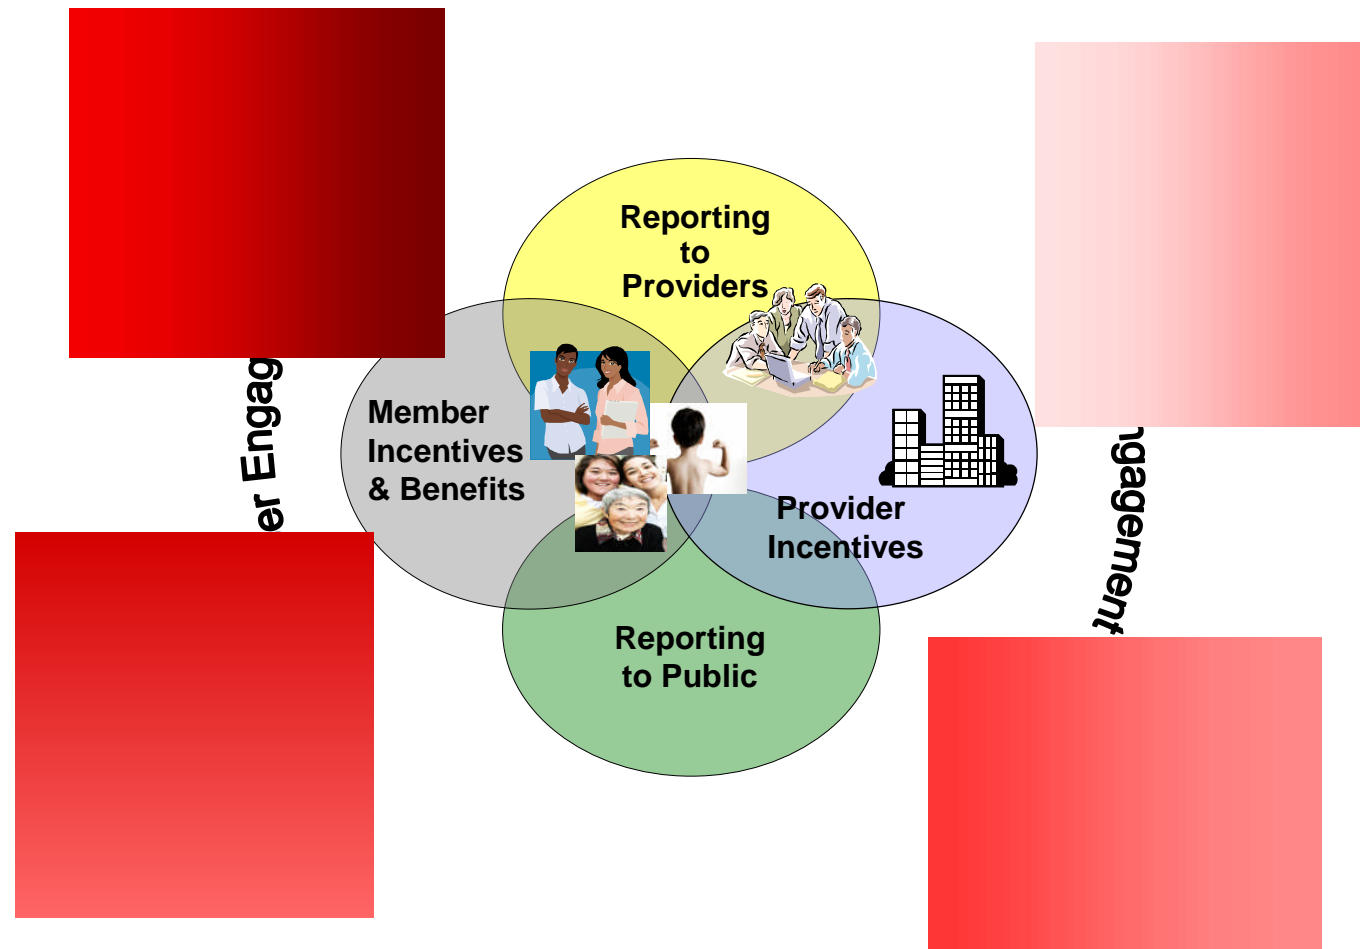 Reporting
to
Providers
Member
Incentives
& Benefits
Provider
Incentives
Reporting
to Public
er Engag
ngagement